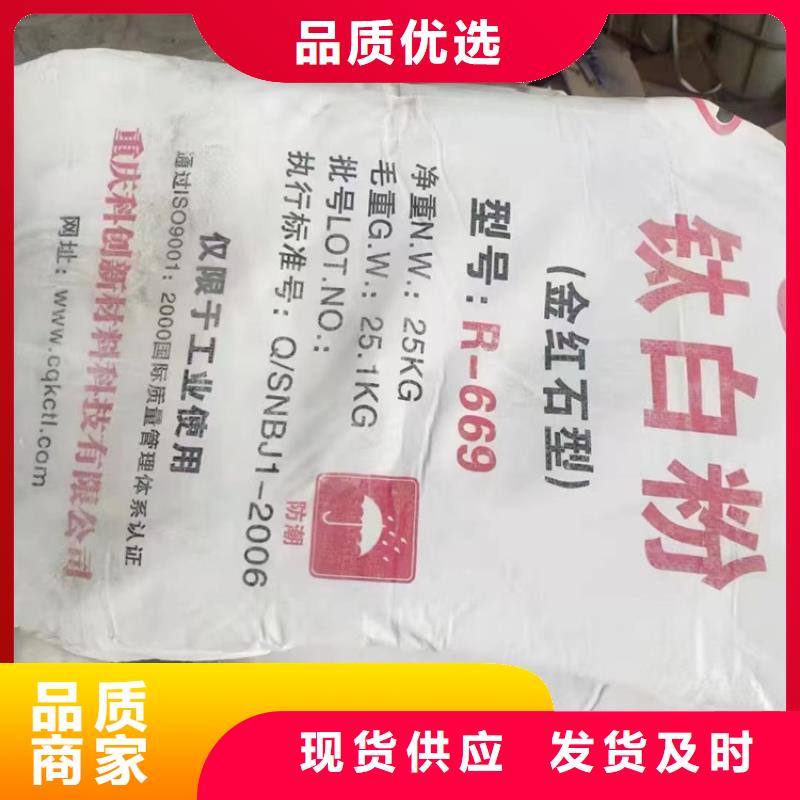 品质优选
钛白粉
(金红石型)
型号：R-669
净重N.W.：25KG
毛重G.W.：25.1KG
批号LOT.NO.：
执行标准号：Q/SNBJ1-2006
防潮
仅限于工业使用
通过ISO9001：2000国际质量管理体系认证
重庆科创新材料科技有限公司
网址：www.cqkctl.com
品质
商家
现货供应 发货及时